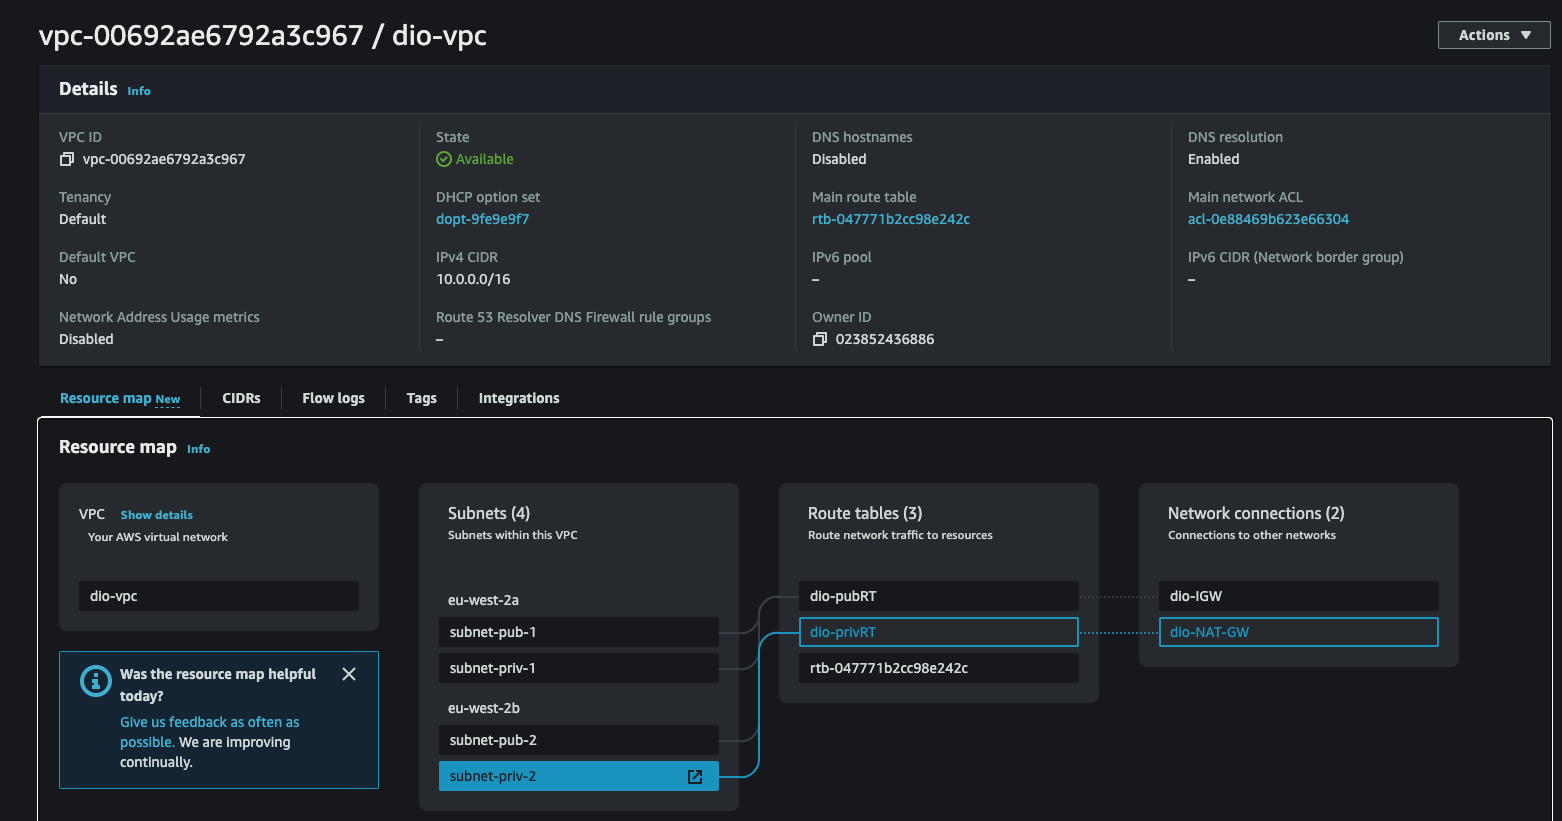 vpc-00692ae6792a3c967 / dio-vpc
Actions
Details Info
VPC ID
vpc-00692ae6792a3c967
State
Available
DNS hostnames
Disabled
DNS resolution
Enabled
Tenancy
Default
DHCP option set
dopt-9fe9e9f7
Main route table
rtb-047771b2cc98e242c
Main network ACL
acl-0e88469b623e66304
Default VPC
No
IPv4 CIDR
10.0.0.0/16
IPv6 pool
–
IPv6 CIDR (Network border group)
–
Network Address Usage metrics
Disabled
Route 53 Resolver DNS Firewall rule groups
–
Owner ID
023852436886
Resource map New
CIDRs
Flow logs
Tags
Integrations
Resource map Info
VPC Show details
Your AWS virtual network
dio-vpc
Was the resource map helpful
today?
Give us feedback as often as
possible. We are improving
continually.
Subnets (4)
Subnets within this VPC
eu-west-2a
subnet-pub-1
subnet-priv-1
eu-west-2b
subnet-pub-2
subnet-priv-2
Route tables (3)
Route network traffic to resources
dio-pubRT
dio-privRT
rtb-047771b2cc98e242c
Network connections (2)
Connections to other networks
dio-IGW
dio-NAT-GW